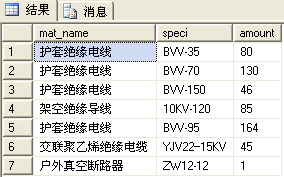 结果 消息
mat_name speci amount
1 护套绝缘电线 BVV-35 80
2 护套绝缘电线 BVV-70 130
3 护套绝缘电线 BVV-150 46
4 架空绝缘导线 10KV-120 85
5 护套绝缘电线 BVV-95 164
6 交联聚乙烯绝缘电缆 YJV22-15KV 45
7 户外真空断路器 ZW12-12 1